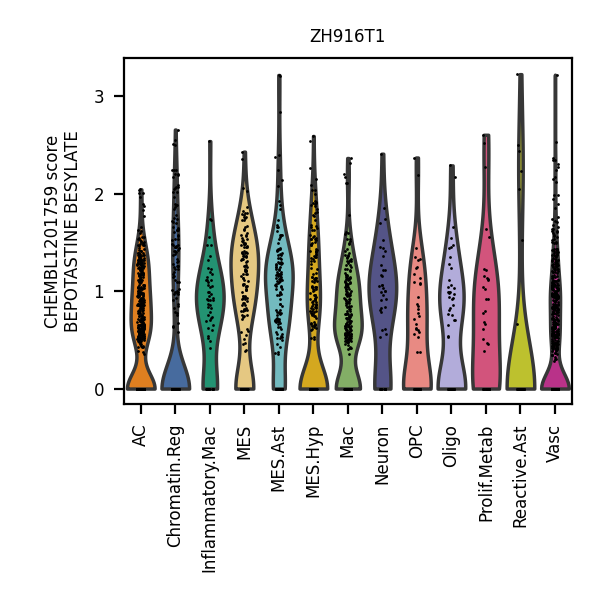 ZH916T1
CHEMBL1201759 score
BEPOTASTINE BESYLATE
3
2
1
0
AC
Chromatin.Reg
Inflammatory.Mac
MES
MES.Ast
MES.Hyp
Mac
Neuron
OPC
Oligo
Prolif.Metab
Reactive.Ast
Vasc